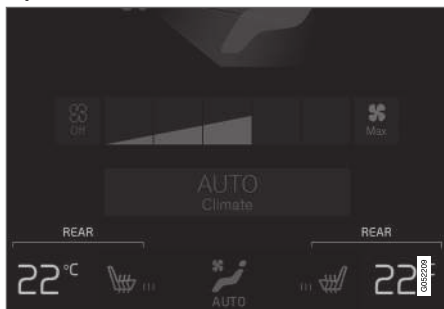 Off
Max
AUTO
Climate
REAR REAR
22°C 22°
AUTO
G052209